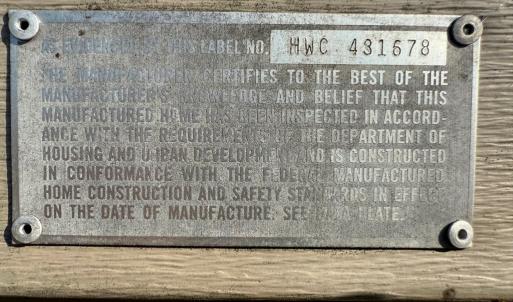 AS EVIDENCED BY THIS LABEL NO. HWC 431678
THE MANUFACTURER CERTIFIES TO THE BEST OF THE
MANUFACTURER'S KNOWLEDGE AND BELIEF THAT THIS
MANUFACTURED HOME HAS BEEN INSPECTED IN ACCORD-
ANCE WITH THE REQUIREMENTS OF THE DEPARTMENT OF
HOUSING AND URBAN DEVELOPMENT AND IS CONSTRUCTED
IN CONFORMANCE WITH THE FEDERAL MANUFACTURED
HOME CONSTRUCTION AND SAFETY STANDARDS IN EFFECT
ON THE DATE OF MANUFACTURE. SEE DATA PLATE.